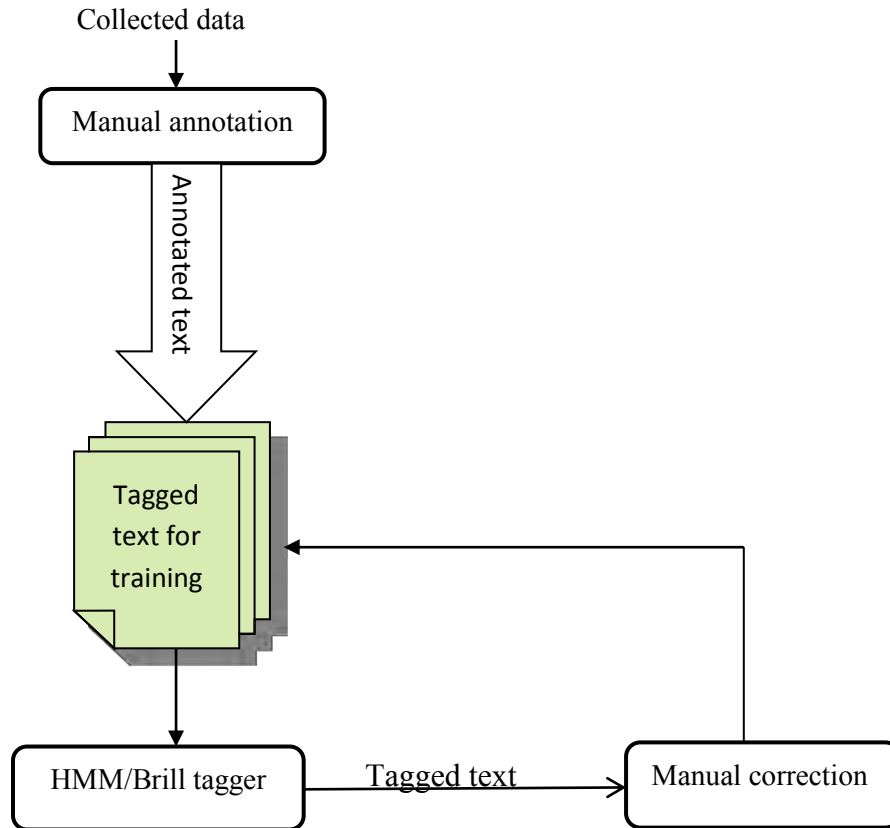 Collected data
Manual annotation
Annotated text
Tagged
text for
training
HMM/Brill tagger
Tagged text
Manual correction